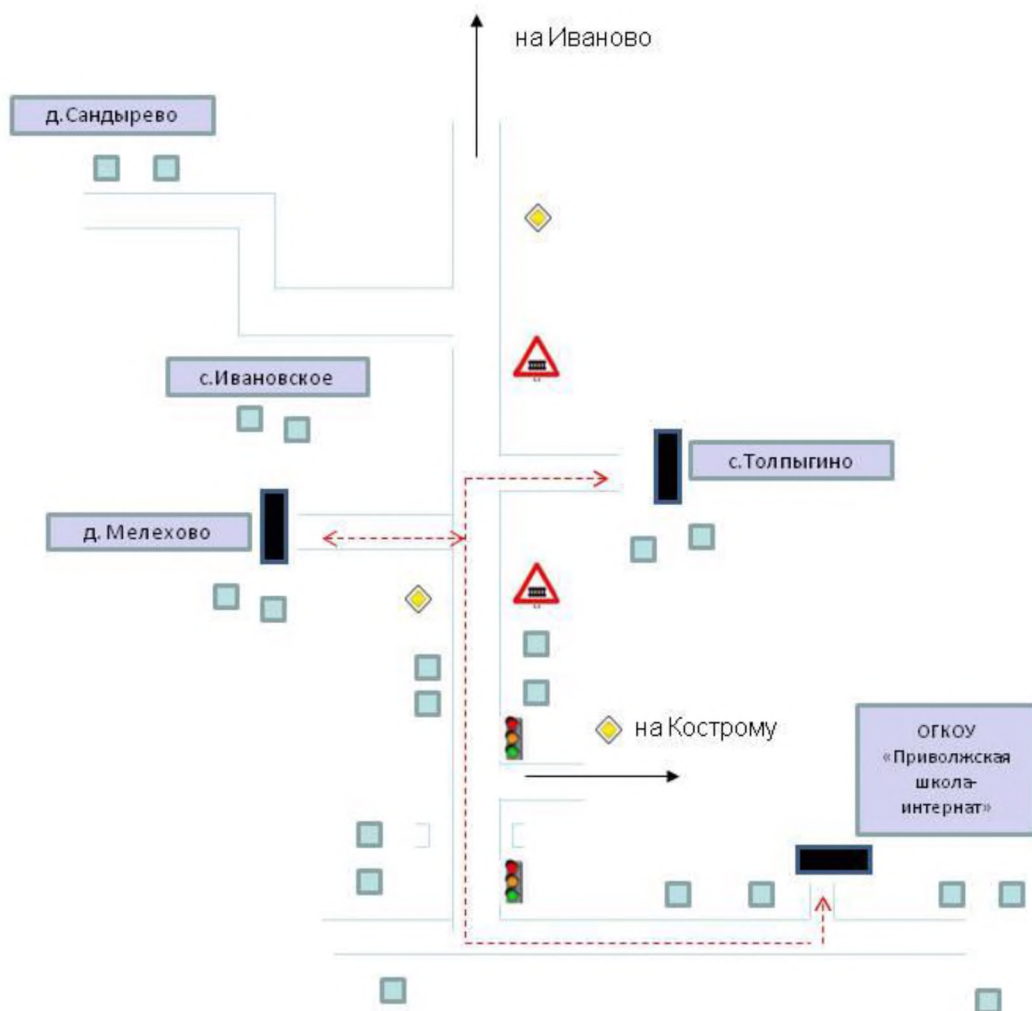 на Иваново
д.Сандырево
с.Ивановское
с.Толпыгино
д. Мелехово
на Кострому
ОГКОУ
«Приволжская
школа-
интернат»